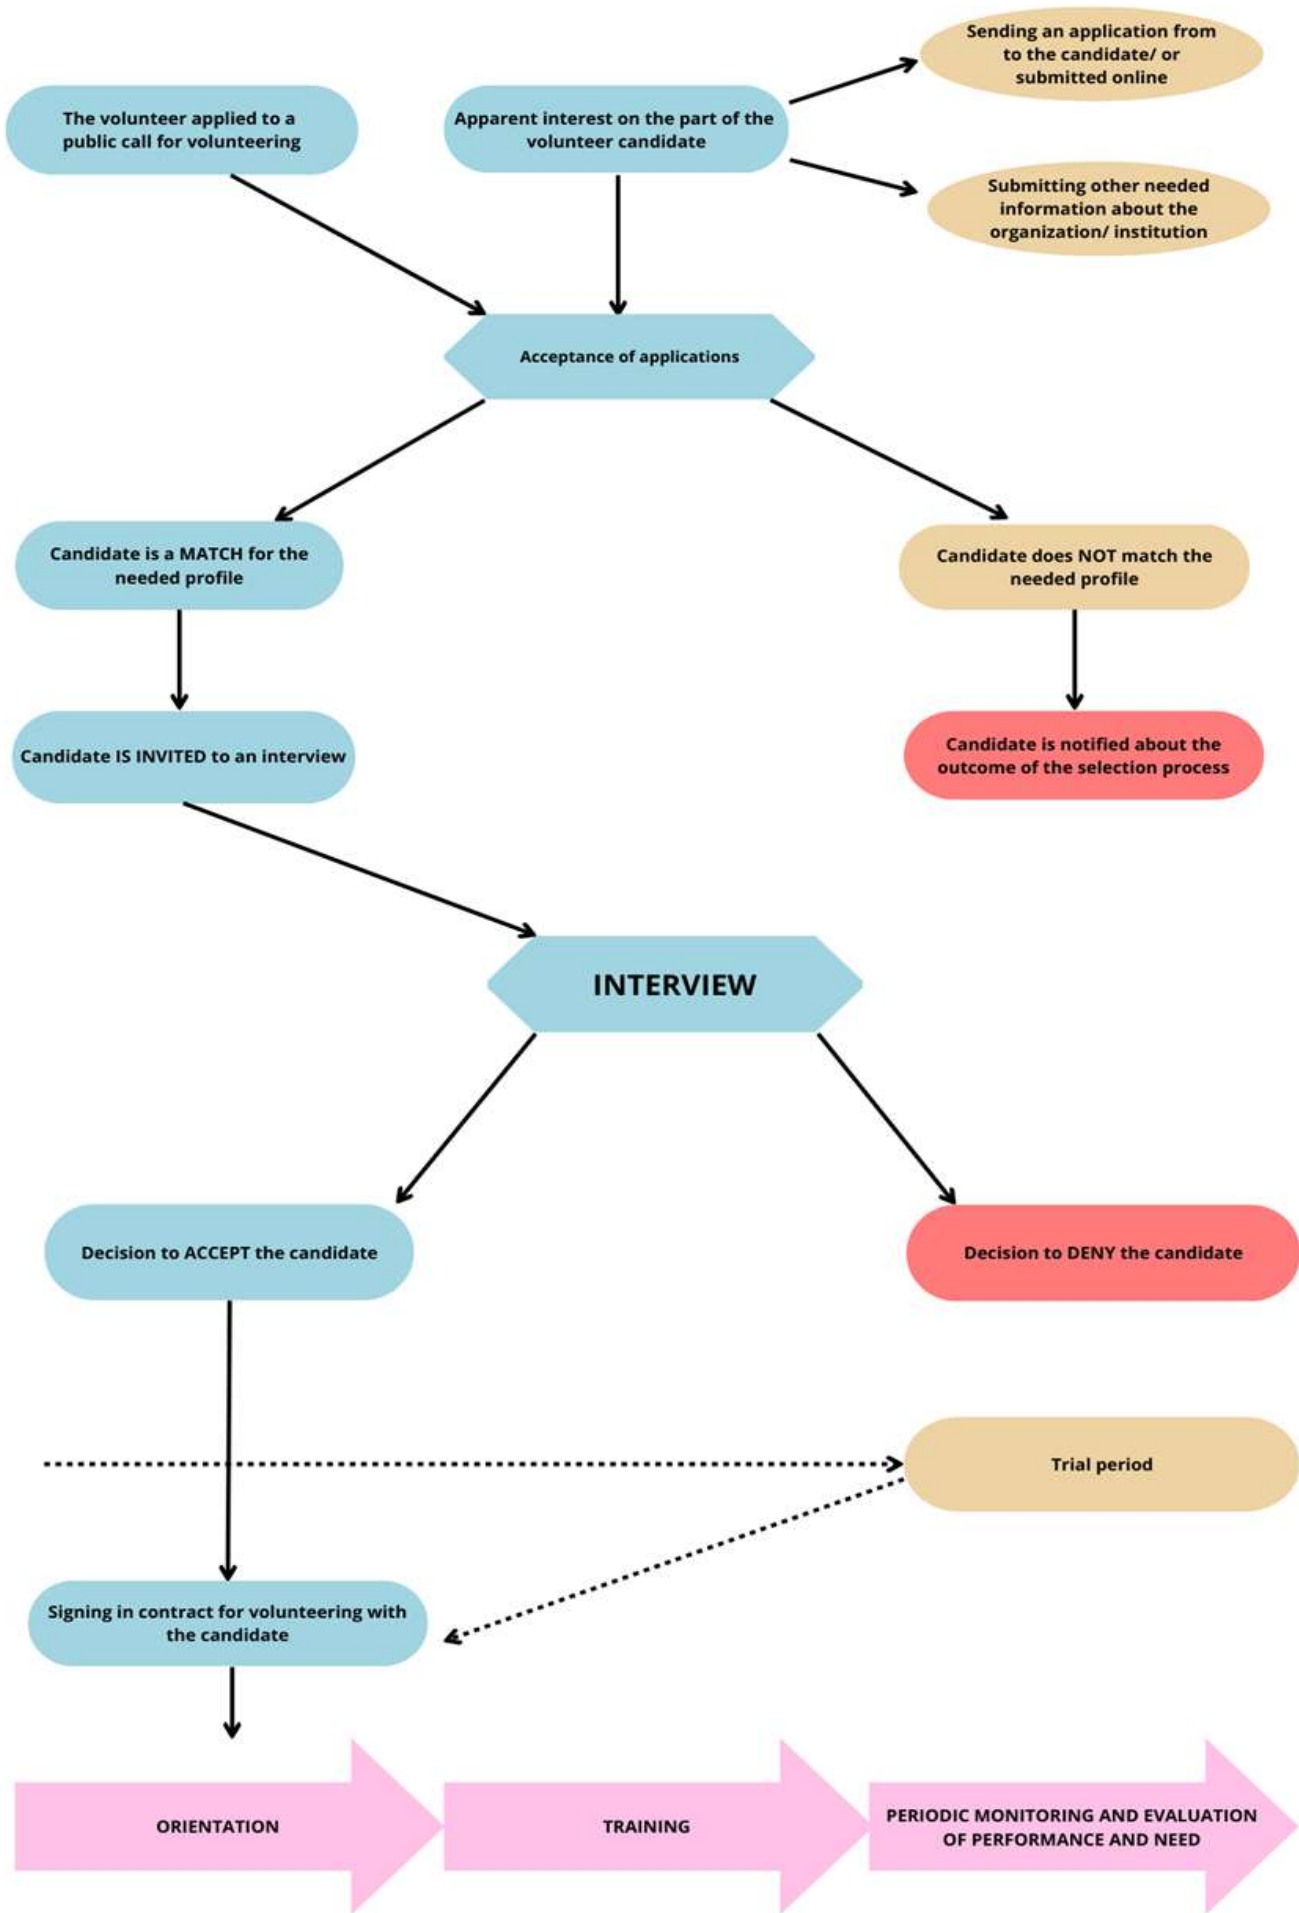 Sending an application from
to the candidate/ or
submitted online
The volunteer applied to a
public call for volunteering
Apparent interest on the part of the
volunteer candidate
Submitting other needed
information about the
organization/ institution
Acceptance of applications
Candidate is a MATCH for the
needed profile
Candidate does NOT match the
needed profile
Candidate IS INVITED to an interview
Candidate is notified about the
outcome of the selection process
INTERVIEW
Decision to ACCEPT the candidate
Decision to DENY the candidate
Trial period
Signing in contract for volunteering with
the candidate
ORIENTATION
TRAINING
PERIODIC MONITORING AND EVALUATION
OF PERFORMANCE AND NEED